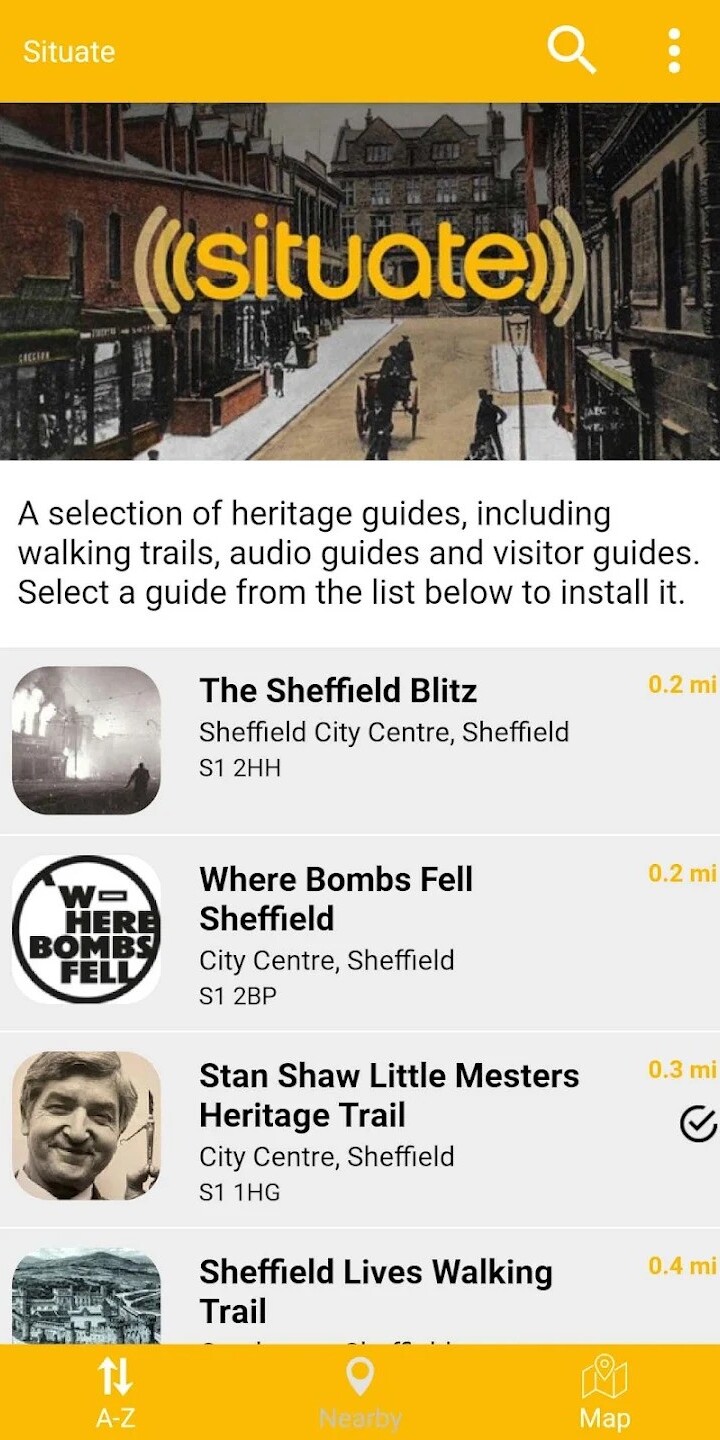 Situate
situate
A selection of heritage guides, including
walking trails, audio guides and visitor guides.
Select a guide from the list below to install it.
The Sheffield Blitz
0.2 mi
Sheffield City Centre, Sheffield
S1 2HH
W-
HERE
BOMBS
FELL
Where Bombs Fell
Sheffield
0.2 mi
City Centre, Sheffield
S1 2BP
Stan Shaw Little Mesters
Heritage Trail
0.3 mi
City Centre, Sheffield
S1 1HG
Sheffield Lives Walking
Trail
0.4 mi
A-Z
Nearby
Map